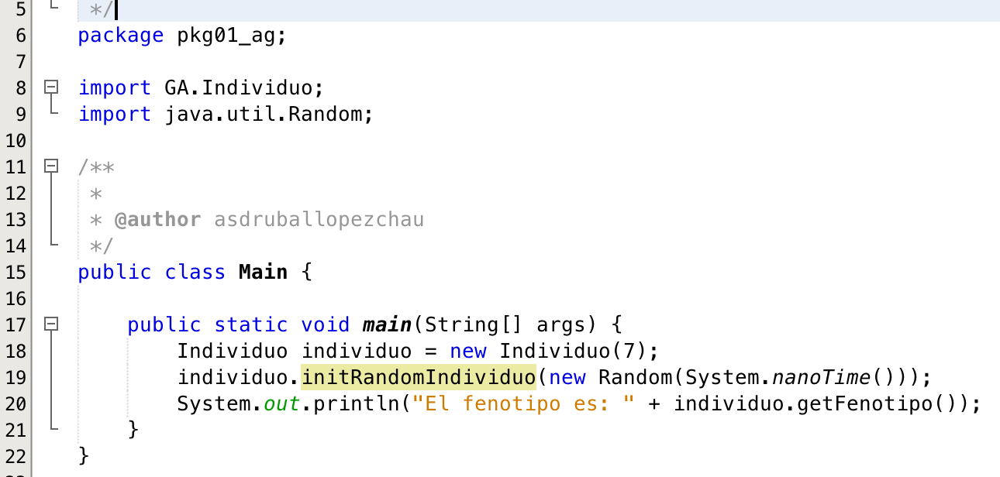 5 */
6 package pkg01_ag;
7
8 import GA.Individuo;
9 import java.util.Random;
10
11 /**
12 *
13 * @author asdruballopezchau
14 */
15 public class Main {
16
17 public static void main(String[] args) {
18 Individuo individuo = new Individuo(7);
19 individuo.initRandomIndividuo(new Random(System.nanoTime()));
20 System.out.println("El fenotipo es: " + individuo.getFenotipo());
21 }
22 }